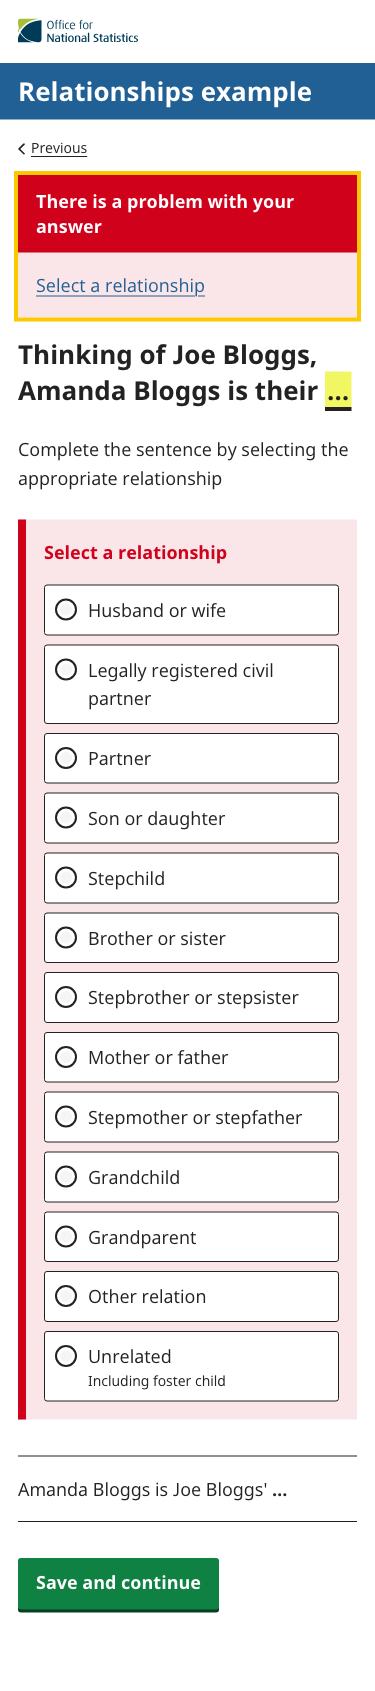 Office for
National Statistics
Relationships example
Previous
There is a problem with your
answer
Select a relationship
Thinking of Joe Bloggs,
Amanda Bloggs is their ...
Complete the sentence by selecting the
appropriate relationship
Select a relationship
Husband or wife
Legally registered civil
partner
Partner
Son or daughter
Stepchild
Brother or sister
Stepbrother or stepsister
Mother or father
Stepmother or stepfather
Grandchild
Grandparent
Other relation
Unrelated
Including foster child
Amanda Bloggs is Joe Bloggs' ...
Save and continue